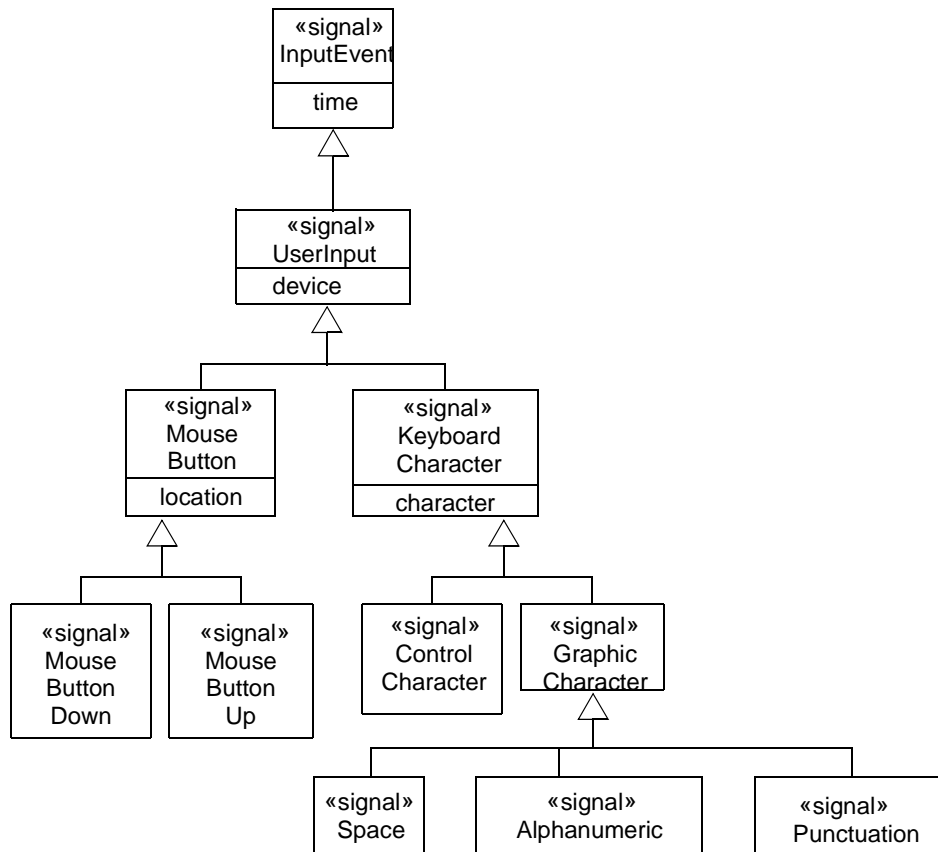 «signal»
InputEvent
time
«signal»
UserInput
device
«signal»
Mouse
Button
location
«signal»
Keyboard
Character
character
«signal»
Mouse
Button
Down
«signal»
Mouse
Button
Up
«signal»
Control
Character
«signal»
Graphic
Character
«signal»
Space
«signal»
Alphanumeric
«signal»
Punctuation